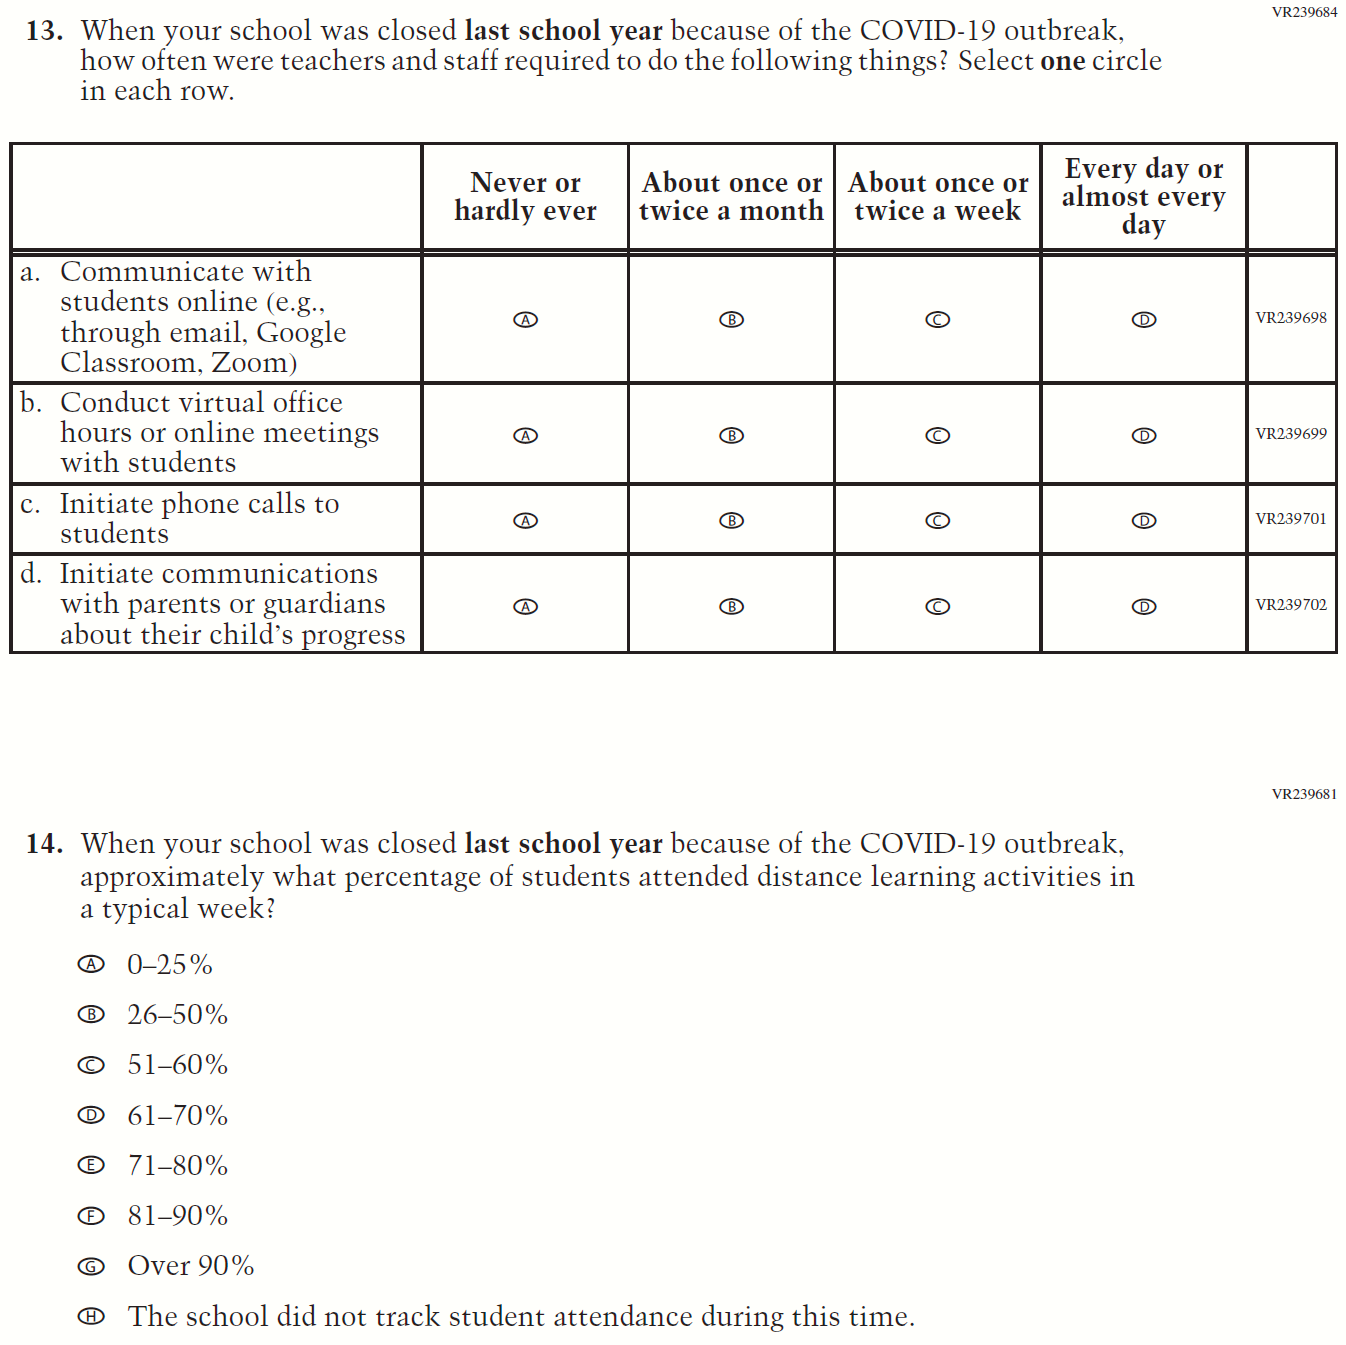 VR239684
13. When your school was closed last school year because of the COVID-19 outbreak,
how often were teachers and staff required to do the following things? Select one circle
in each row.
Never or
hardly ever
About once or
twice a month
About once or
twice a week
Every day or
almost every
day
a. Communicate with
students online (e.g.,
through email, Google
Classroom, Zoom)
A B C D VR239698
b. Conduct virtual office
hours or online meetings
with students
A B C D VR239699
c. Initiate phone calls to
students
A B C D VR239701
d. Initiate communications
with parents or guardians
about their child’s progress
A B C D VR239702
VR239681
14. When your school was closed last school year because of the COVID-19 outbreak,
approximately what percentage of students attended distance learning activities in
a typical week?
A 0–25%
B 26–50%
C 51–60%
D 61–70%
E 71–80%
F 81–90%
G Over 90%
H The school did not track student attendance during this time.